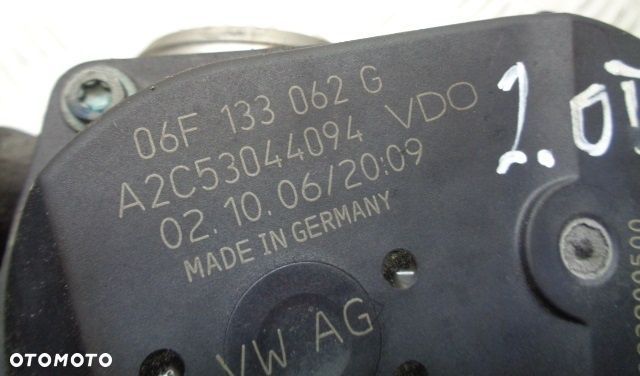 06F 133 062 G
A2C53044094 VDO
02.10.06/20:09
MADE IN GERMANY
VW AG
OTOMOTO